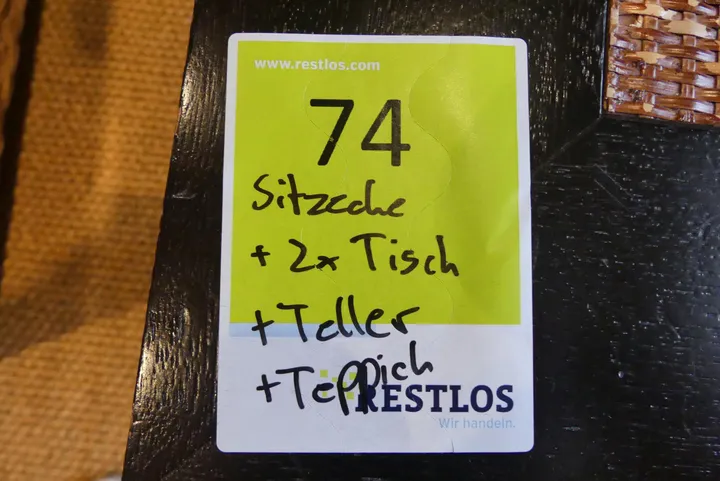 www.restlos.com
74
Sitzecke
+ 2x Tisch
+ Teller
+ Teppich
RESTLOS
Wir handeln.